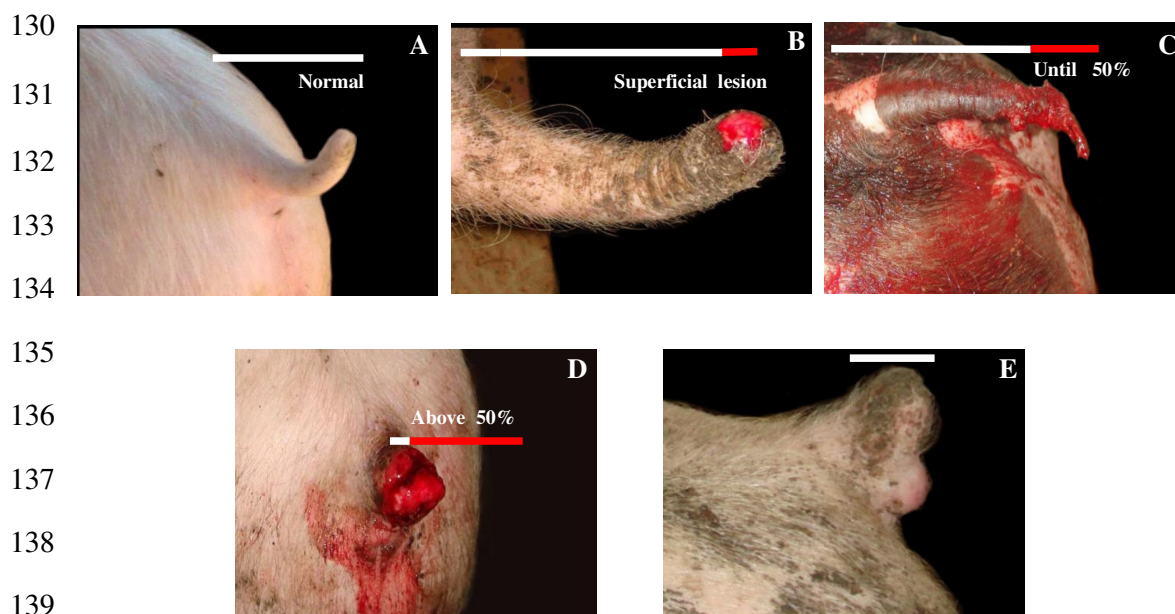 130
A
B
C
Normal
Superficial lesion
Until 50%
131
132
133
134
135
D
E
136
Above 50%
137
138
139